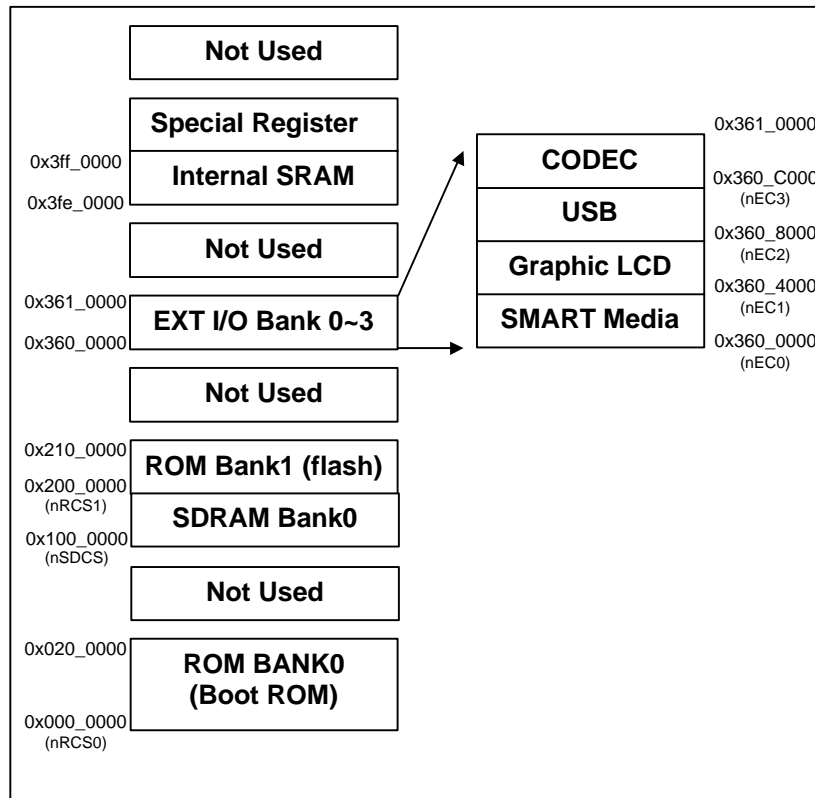 Not Used
Special Register
0x3ff_0000
Internal SRAM
0x3fe_0000
Not Used
0x361_0000
EXT I/O Bank 0~3
0x360_0000
Not Used
0x210_0000
ROM Bank1 (flash)
0x200_0000
(nRCS1)
SDRAM Bank0
0x100_0000
(nSDCS)
Not Used
0x020_0000
ROM BANK0
(Boot ROM)
0x000_0000
(nRCS0)
0x361_0000
CODEC
0x360_C000
(nEC3)
USB
0x360_8000
(nEC2)
Graphic LCD
0x360_4000
(nEC1)
SMART Media
0x360_0000
(nEC0)